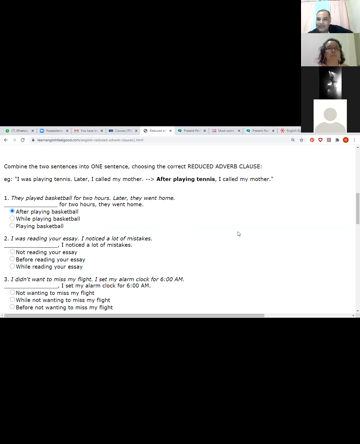 Combine the two sentences into ONE sentence, choosing the correct REDUCED ADVERB CLAUSE:
eg: "I was playing tennis. Later, I called my mother. --> After playing tennis, I called my mother."
1. They played basketball for two hours. Later, they went home.
____________________ for two hours, they went home.
After playing basketball
While playing basketball
Playing basketball
2. I was reading your essay. I noticed a lot of mistakes.
____________________, I noticed a lot of mistakes.
Not reading your essay
Before reading your essay
While reading your essay
3. I didn't want to miss my flight. I set my alarm clock for 6:00 AM.
____________________, I set my alarm clock for 6:00 AM.
Not wanting to miss my flight
While not wanting to miss my flight
Before not wanting to miss my flight